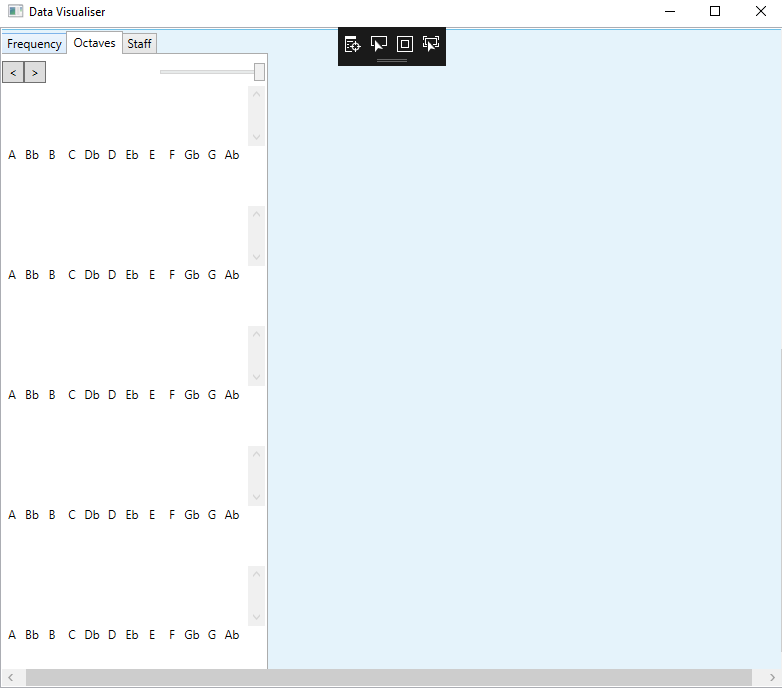 Data Visualiser
Frequency Octaves Staff
< >
A Bb B C Db D Eb E F Gb G Ab
A Bb B C Db D Eb E F Gb G Ab
A Bb B C Db D Eb E F Gb G Ab
A Bb B C Db D Eb E F Gb G Ab
A Bb B C Db D Eb E F Gb G Ab